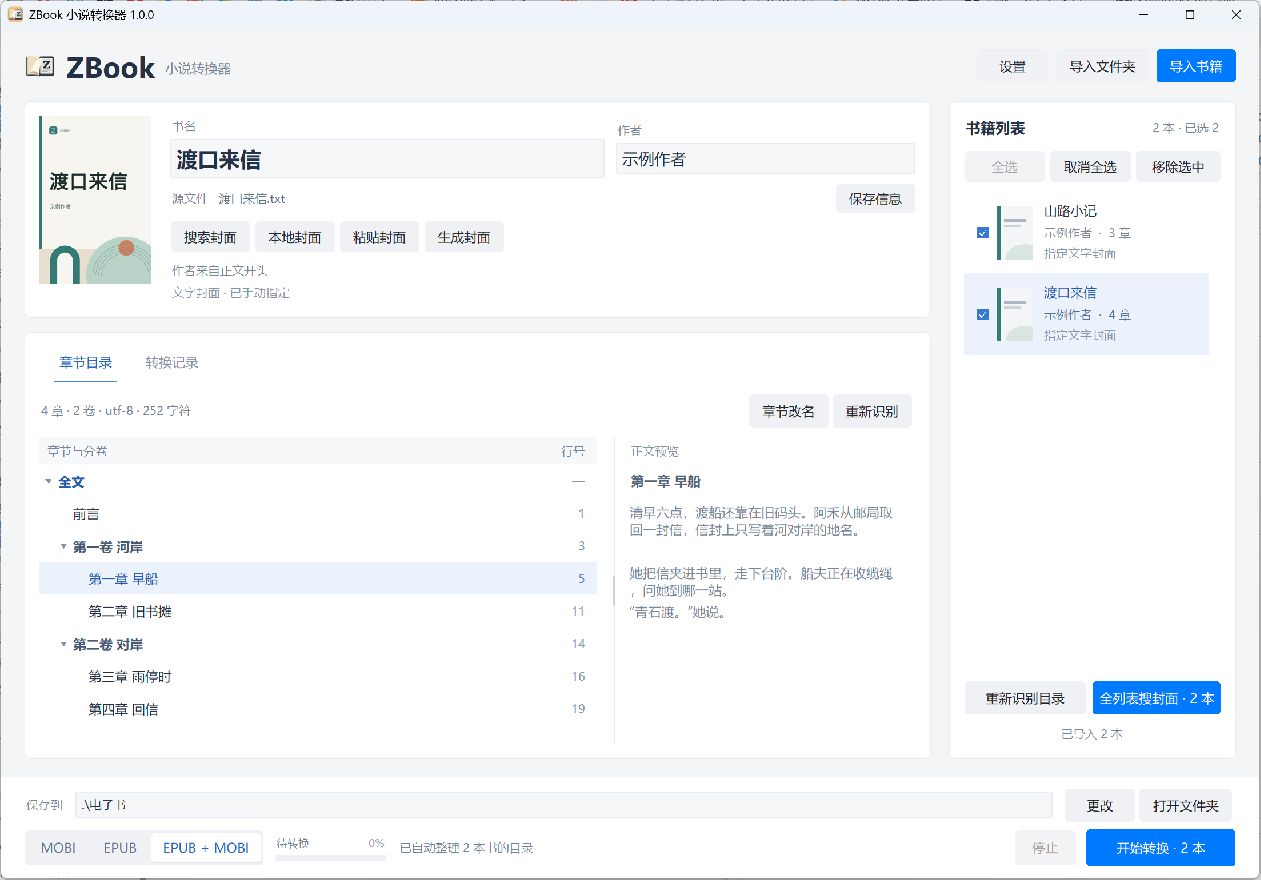 ZBook 小说转换器 1.0.0
ZBook 小说转换器
设置 导入文件夹 导入书籍
渡口来信
示例作者
书名
渡口来信
作者
示例作者
源文件 渡口来信.txt
保存信息
搜索封面 本地封面 粘贴封面 生成封面
作者来自正文开头
文字封面 · 已手动指定
书籍列表 2 本 · 已选 2
全选 取消全选 移除选中
山路小记
示例作者 · 3 章
指定文字封面
渡口来信
示例作者 · 4 章
指定文字封面
重新识别目录 全列表搜封面 · 2 本
已导入 2 本
章节目录 转换记录
4 章 · 2 卷 · utf-8 · 252 字符
章节改名 重新识别
章节与分卷 行号
全文 —
前言 1
第一卷 河岸 3
第一章 早船 5
第二章 旧书摊 11
第二卷 对岸 14
第三章 雨停时 16
第四章 回信 19
正文预览
第一章 早船
清早六点，渡船还靠在旧码头。阿禾从邮局取
回一封信，信封上只写着河对岸的地名。
她把信夹进书里，走下台阶。船夫正在收缆绳
，问她到哪一站。
“青石渡。”她说。
保存到 .\电子书 更改 打开文件夹
MOBI EPUB EPUB + MOBI 待转换 0% 已自动整理 2 本书的目录 停止 开始转换 · 2 本